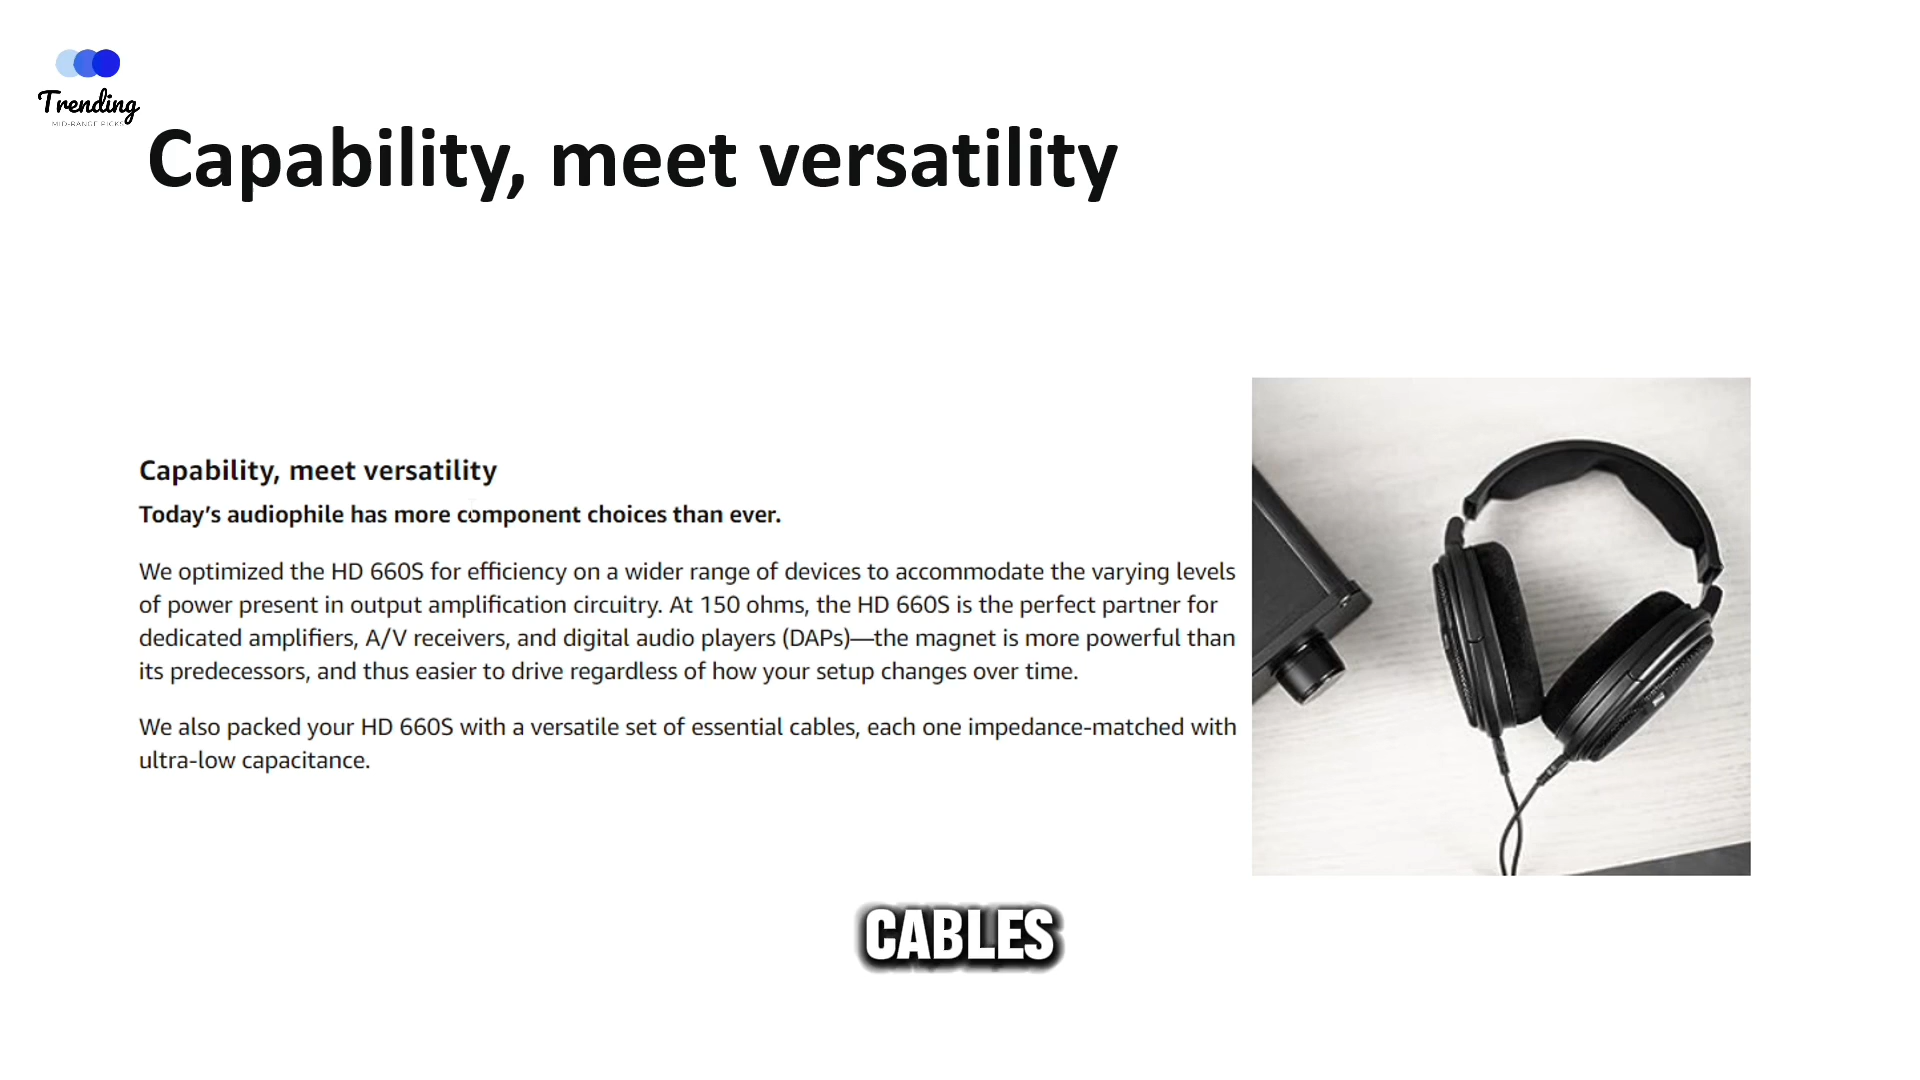 Trending
MID-RANGE PICKS
Capability, meet versatility
Capability, meet versatility
Today’s audiophile has more component choices than ever.
We optimized the HD 660S for efficiency on a wider range of devices to accommodate the varying levels
of power present in output amplification circuitry. At 150 ohms, the HD 660S is the perfect partner for
dedicated amplifiers, A/V receivers, and digital audio players (DAPs)—the magnet is more powerful than
its predecessors, and thus easier to drive regardless of how your setup changes over time.
We also packed your HD 660S with a versatile set of essential cables, each one impedance-matched with
ultra-low capacitance.
CABLES